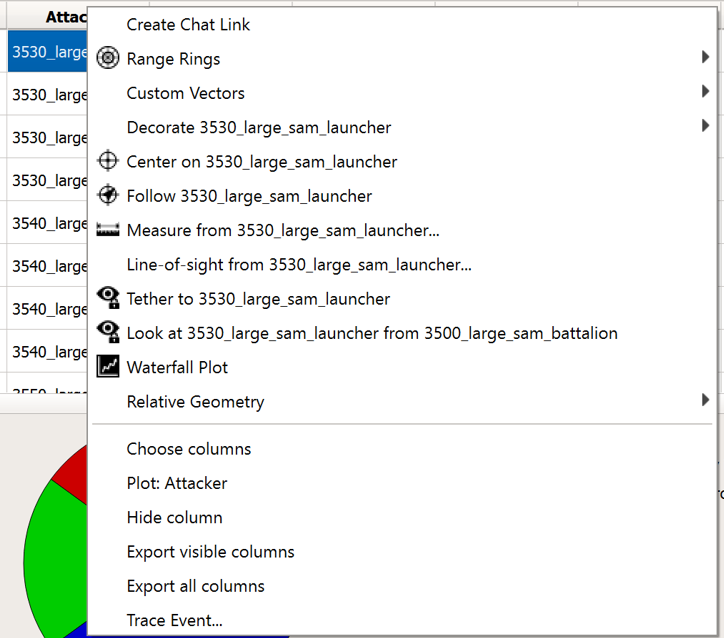 Attac
Create Chat Link
3530_large
Range Rings
Custom Vectors
3530_large
Decorate 3530_large_sam_launcher
3530_large
Center on 3530_large_sam_launcher
3530_large
Follow 3530_large_sam_launcher
3540_large
Measure from 3530_large_sam_launcher...
3540_large
Line-of-sight from 3530_large_sam_launcher...
3540_large
Tether to 3530_large_sam_launcher
Look at 3530_large_sam_launcher from 3500_large_sam_battalion
3540_large
Waterfall Plot
Relative Geometry
Choose columns
Plot: Attacker
Hide column
Export visible columns
Export all columns
Trace Event...